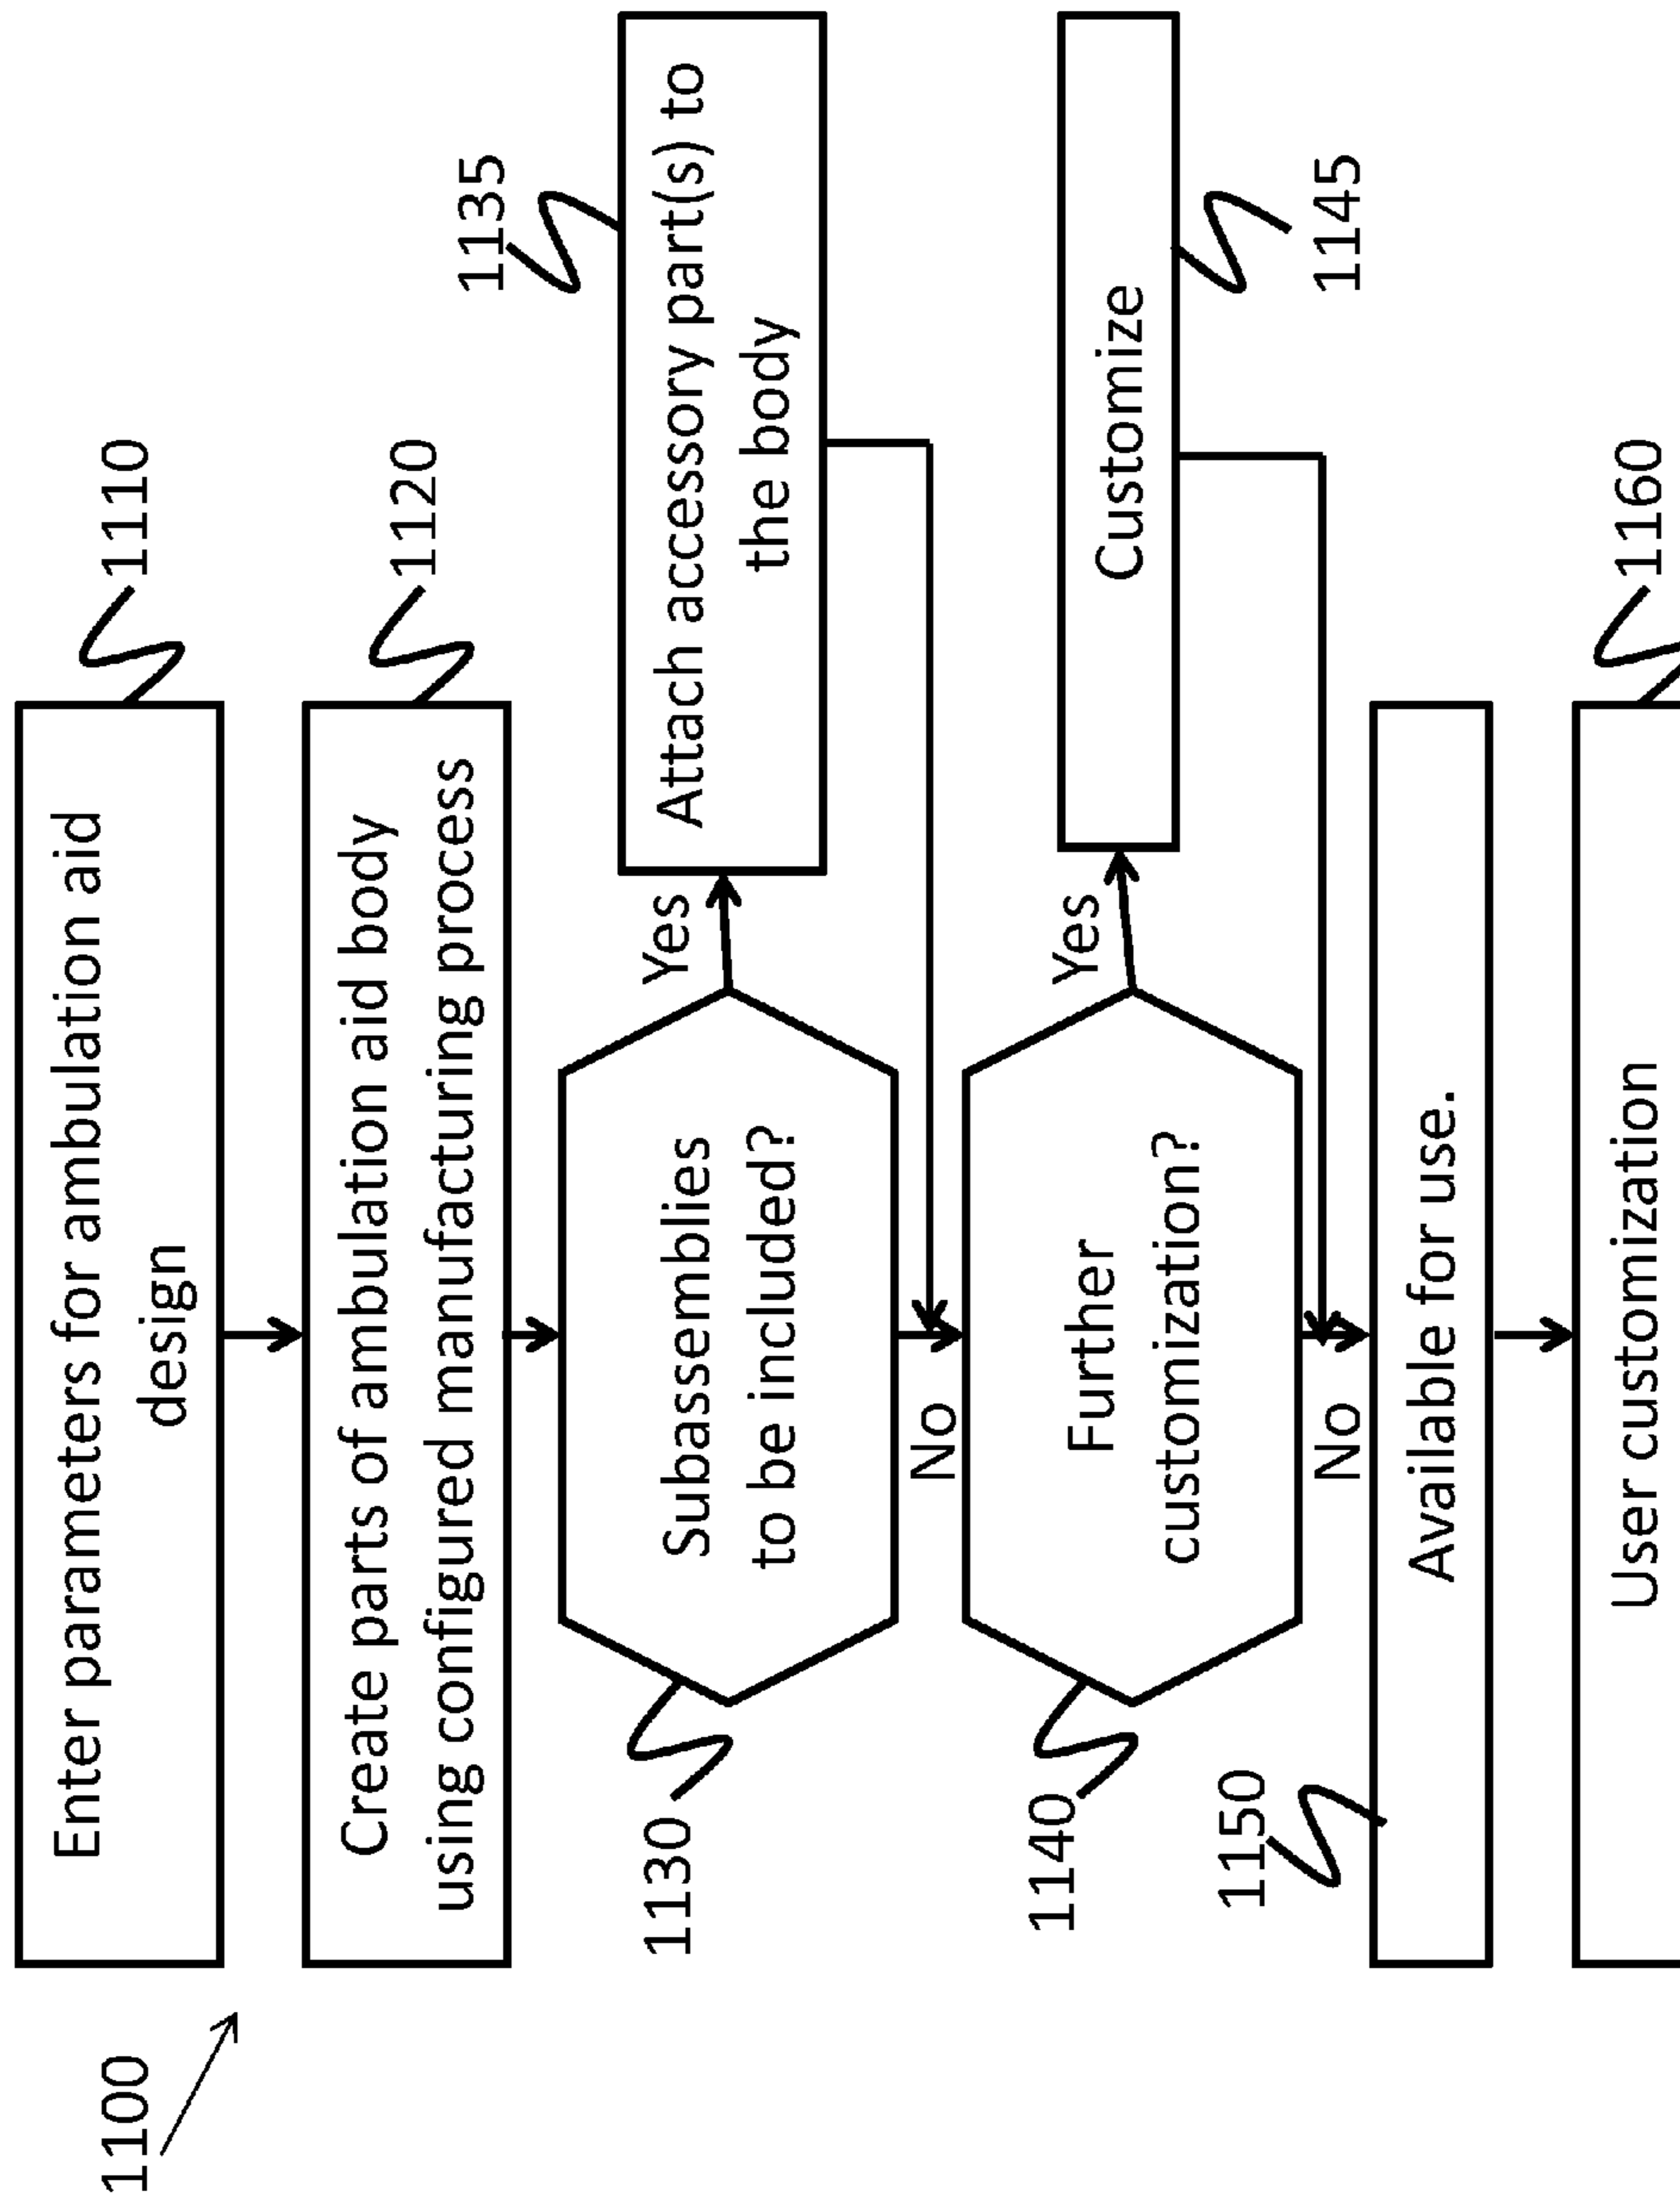 1100
Enter parameters for ambulation aid
design
1110
Create parts of ambulation aid body
using configured manufacturing process
1120
1130
Subassemblies
to be included?
Yes
1135
Attach accessory part(s) to
the body
No
1140
Further
customization?
Yes
Customize
1145
No
1150
Available for use.
User customization
1160